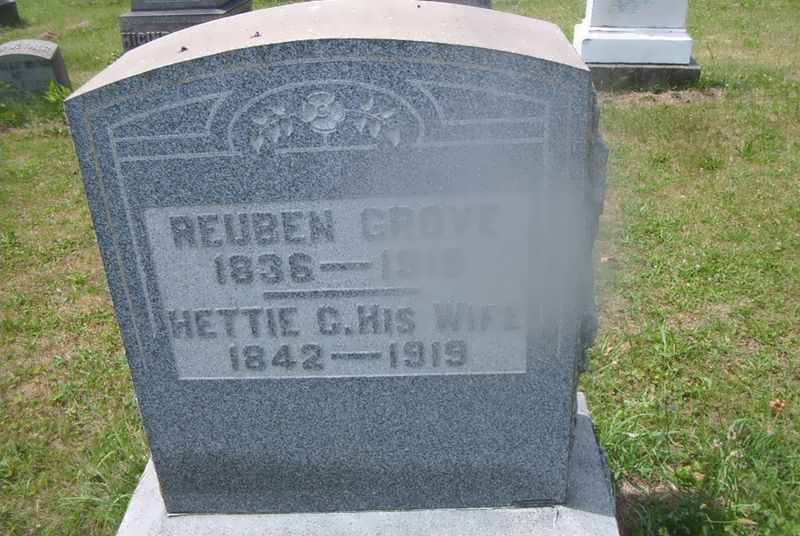 REUBEN GROVE
1836—
HETTIE G. HIS WIFE
1842—1919